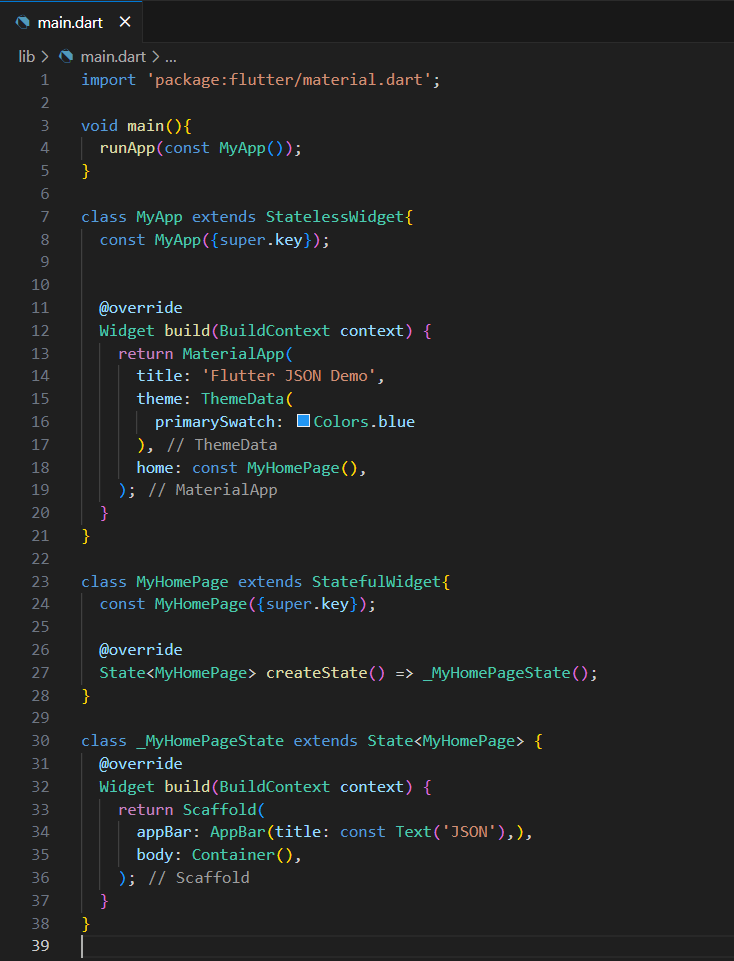 main.dart ×
lib > main.dart > ...
1 import 'package:flutter/material.dart';
2
3 void main(){
4   runApp(const MyApp());
5 }
6
7 class MyApp extends StatelessWidget{
8   const MyApp({super.key});
9
10
11   @override
12   Widget build(BuildContext context) {
13     return MaterialApp(
14       title: 'Flutter JSON Demo',
15       theme: ThemeData(
16         primarySwatch: Colors.blue
17       ), // ThemeData
18       home: const MyHomePage(),
19     ); // MaterialApp
20   }
21 }
22
23 class MyHomePage extends StatefulWidget{
24   const MyHomePage({super.key});
25
26   @override
27   State<MyHomePage> createState() => _MyHomePageState();
28 }
29
30 class _MyHomePageState extends State<MyHomePage> {
31   @override
32   Widget build(BuildContext context) {
33     return Scaffold(
34       appBar: AppBar(title: const Text('JSON'),),
35       body: Container(),
36     ); // Scaffold
37   }
38 }
39